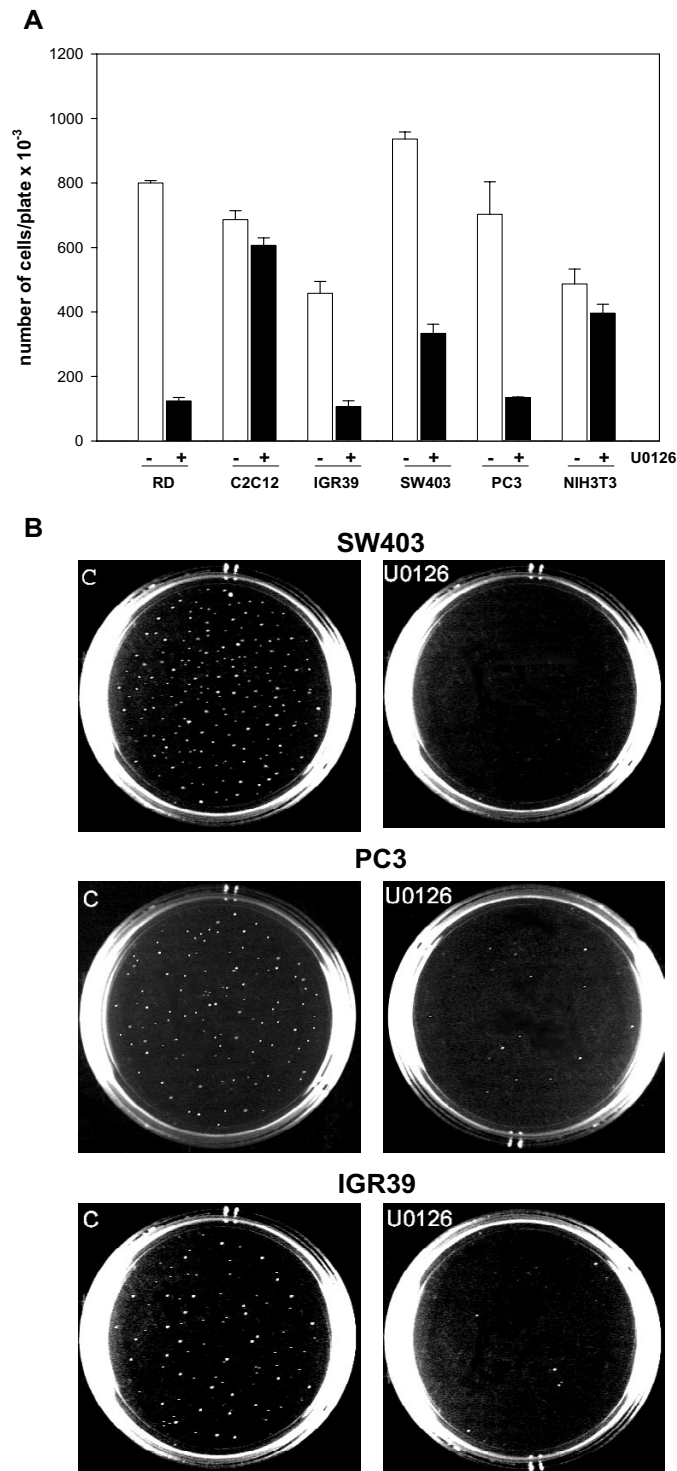 A
number of cells/plate x 10⁻³
1200
1000
800
600
400
200
0
- + - + - + - + - + - + U0126
RD C2C12 IGR39 SW403 PC3 NIH3T3
B
SW403
C U0126
PC3
C U0126
IGR39
C U0126